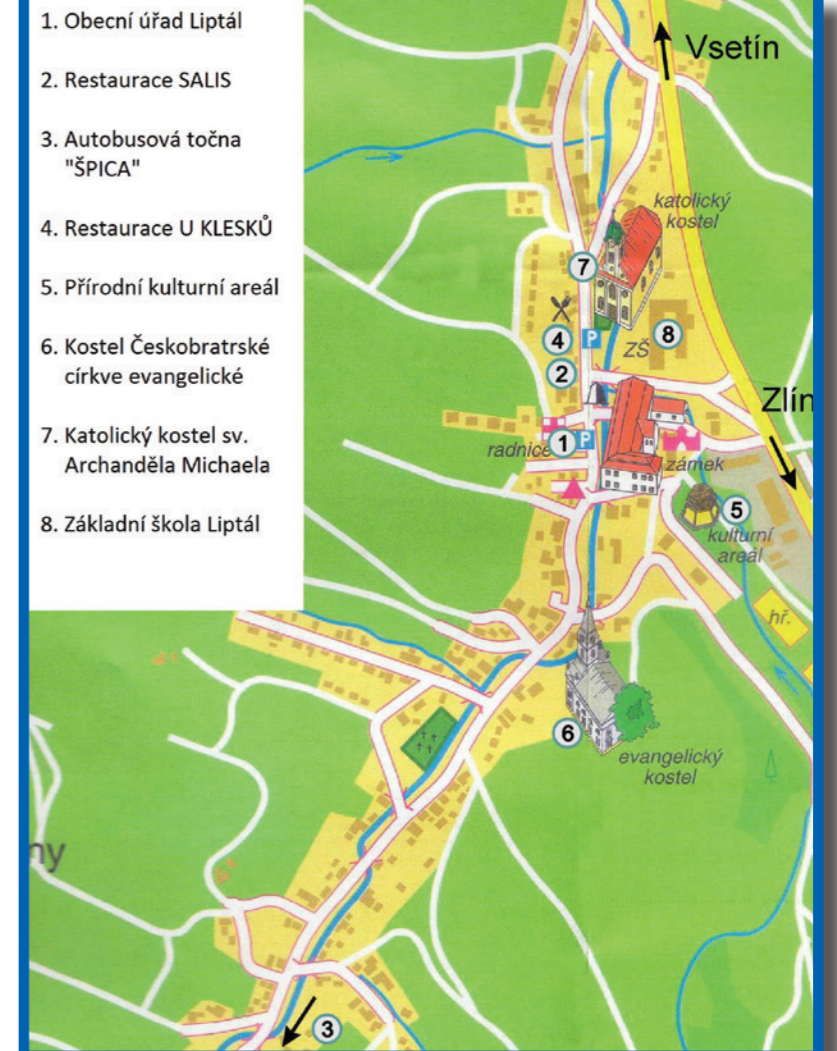 1. Obecní úřad Liptál
2. Restaurace SALIS
3. Autobusová točna
"ŠPICA"
4. Restaurace U KLESKŮ
5. Přírodní kulturní areál
6. Kostel Českobratrské
církve evangelické
7. Katolický kostel sv.
Archanděla Michaela
8. Základní škola Liptál
Vsetín
katolický
kostel
7
4
P
ZŠ
8
2
Zlín
radnice
1
P
zámek
5
kulturní
areál
hř.
6
evangelický
kostel
ny
3